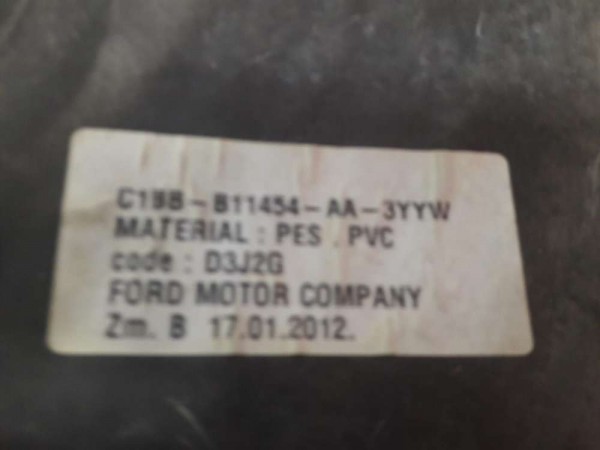 C1BB-B11454-AA-3YYW
MATERIAL : PES . PVC
code : D3J2G
FORD MOTOR COMPANY
Zm. B 17.01.2012.